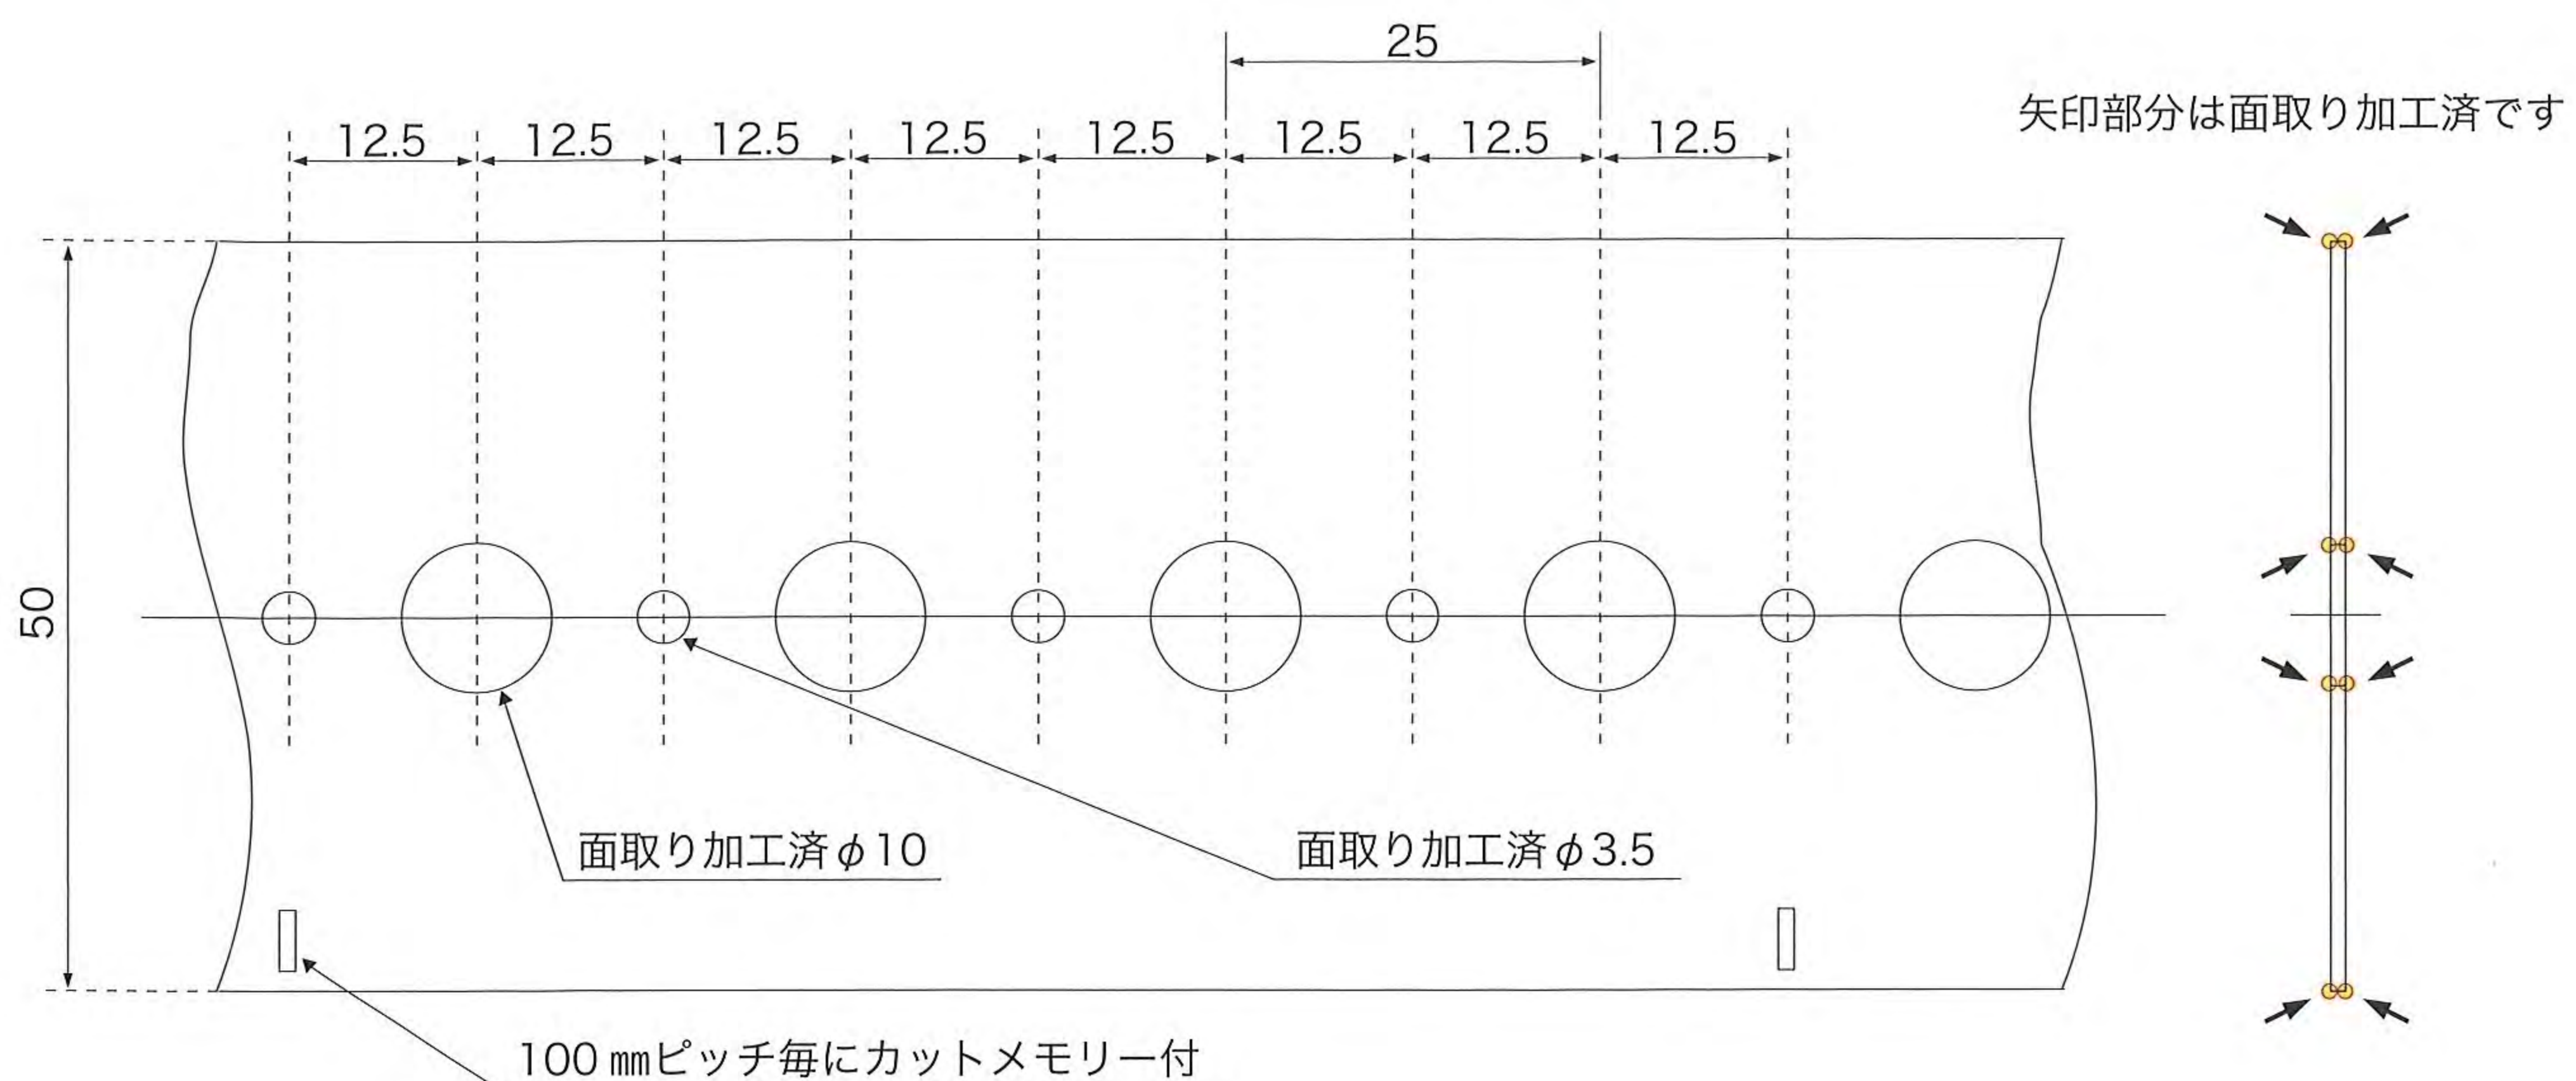 25
矢印部分は面取り加工済です
12.5 12.5 12.5 12.5 12.5 12.5 12.5 12.5
50
面取り加工済φ10
面取り加工済φ3.5
100㎜ピッチ毎にカットメモリー付